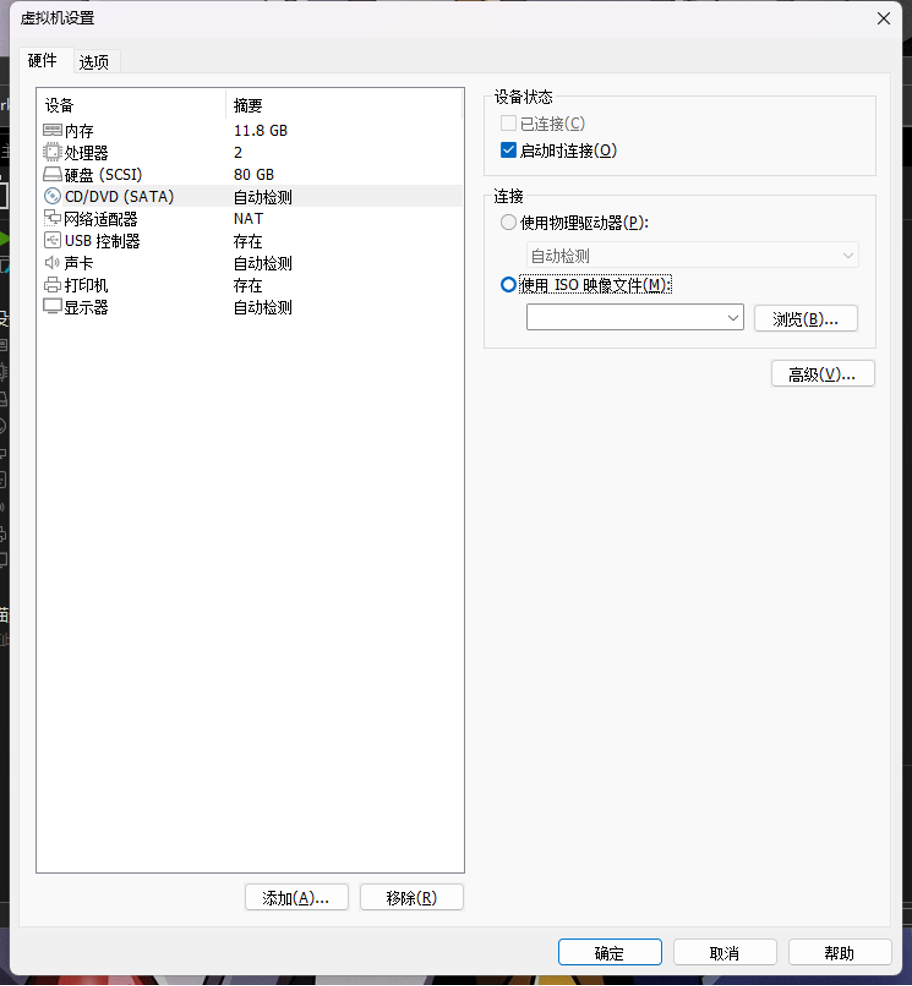 虚拟机设置
硬件 选项
设备 摘要
内存 11.8 GB
处理器 2
硬盘 (SCSI) 80 GB
CD/DVD (SATA) 自动检测
网络适配器 NAT
USB 控制器 存在
声卡 自动检测
打印机 存在
显示器 自动检测
添加(A)... 移除(R)
设备状态
已连接(C)
启动时连接(O)
连接
使用物理驱动器(P):
自动检测
使用 ISO 映像文件(M):
浏览(B)...
高级(V)...
确定 取消 帮助